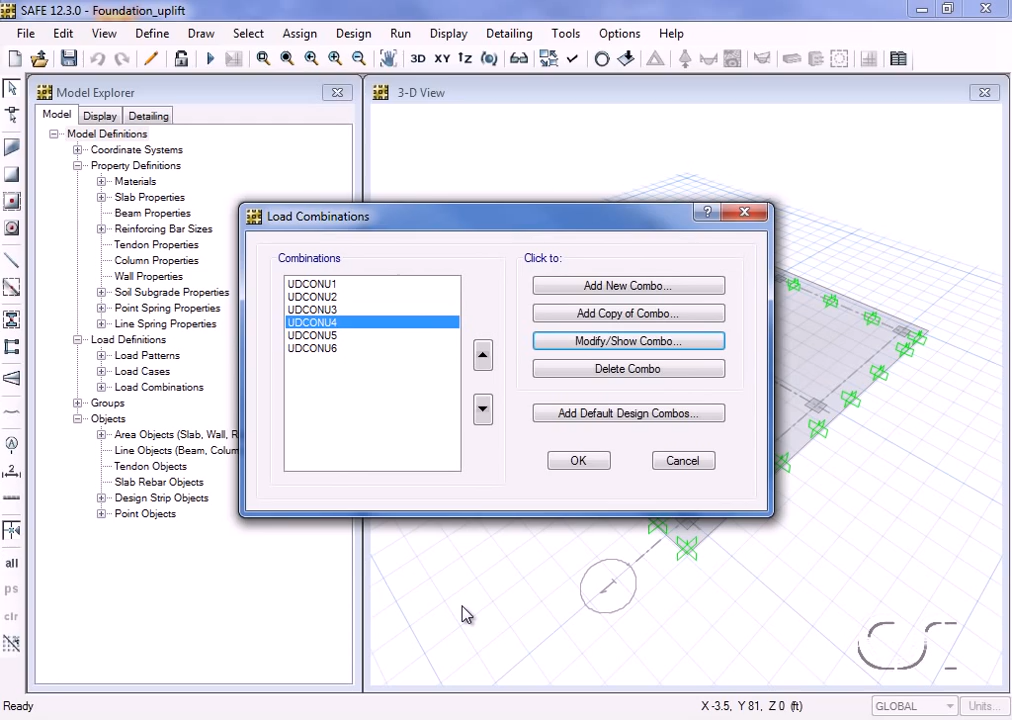 SAFE 12.3.0 - Foundation_uplift
File Edit View Define Draw Select Assign Design Run Display Detailing Tools Options Help
3D XY ↑z
Model Explorer
3-D View
Model Display Detailing
Model Definitions
Coordinate Systems
Property Definitions
Materials
Slab Properties
Beam Properties
Reinforcing Bar Sizes
Tendon Properties
Column Properties
Wall Properties
Soil Subgrade Properties
Point Spring Properties
Line Spring Properties
Load Definitions
Load Patterns
Load Cases
Load Combinations
Groups
Objects
Area Objects (Slab, Wall, R
Line Objects (Beam, Colum
Tendon Objects
Slab Rebar Objects
Design Strip Objects
Point Objects
all
ps
clr
Load Combinations
?
Combinations
UDCONU1
UDCONU2
UDCONU3
UDCONU4
UDCONU5
UDCONU6
Click to:
Add New Combo...
Add Copy of Combo...
Modify/Show Combo...
Delete Combo
Add Default Design Combos...
OK
Cancel
CSI
Ready
X -3.5, Y 81, Z 0 (ft)
GLOBAL
Units...